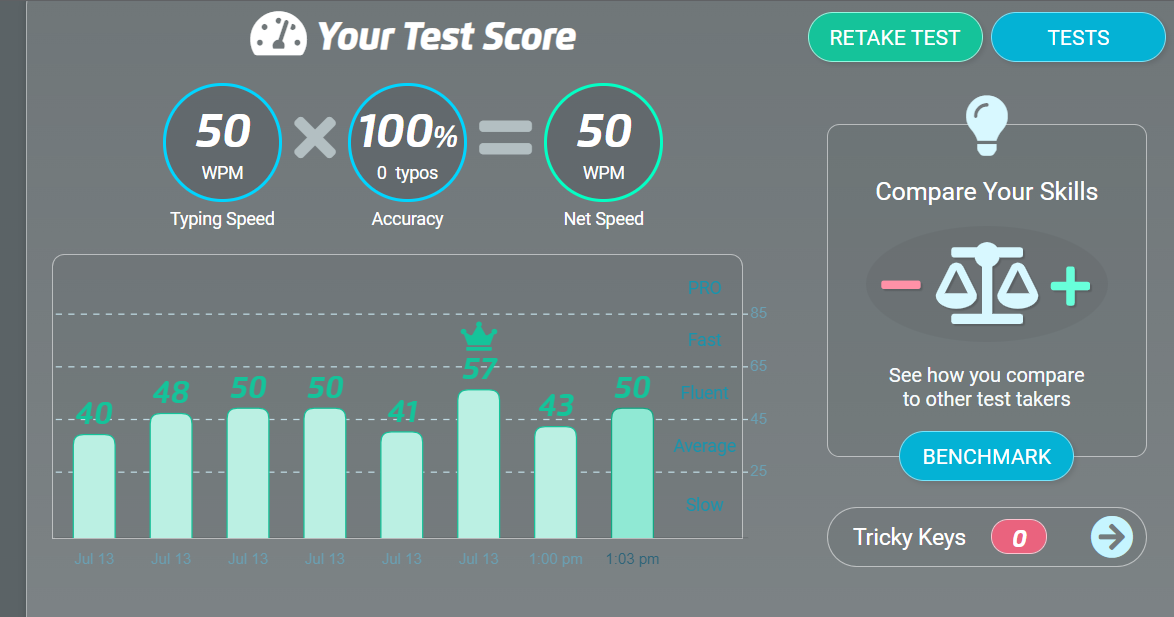 Your Test Score
RETAKE TEST
TESTS
50
WPM
Typing Speed
100%
0 typos
Accuracy
50
WPM
Net Speed
Compare Your Skills
See how you compare
to other test takers
BENCHMARK
Tricky Keys 0
PRO
85
Fast
65
Fluent
45
Average
25
Slow
40
48
50
50
41
57
43
50
Jul 13 Jul 13 Jul 13 Jul 13 Jul 13 Jul 13 1:00 pm 1:03 pm